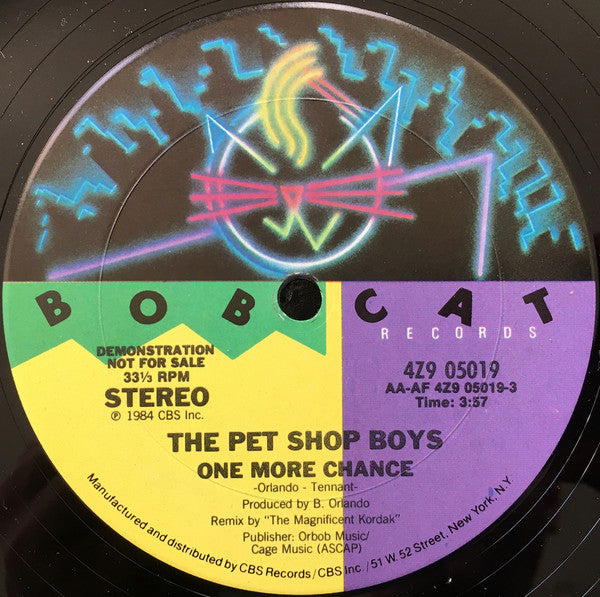 BOBCAT
RECORDS
DEMONSTRATION
NOT FOR SALE
33⅓ RPM
STEREO
℗ 1984 CBS Inc.
4Z9 05019
AA-AF 4Z9 05019-3
Time: 3:57
THE PET SHOP BOYS
ONE MORE CHANCE
-Orlando - Tennant-
Produced by B. Orlando
Remix by "The Magnificent Kordak"
Publisher: Orbob Music/
Cage Music (ASCAP)
Manufactured and distributed by CBS Records/CBS Inc./51 W. 52 Street, New York, N.Y.